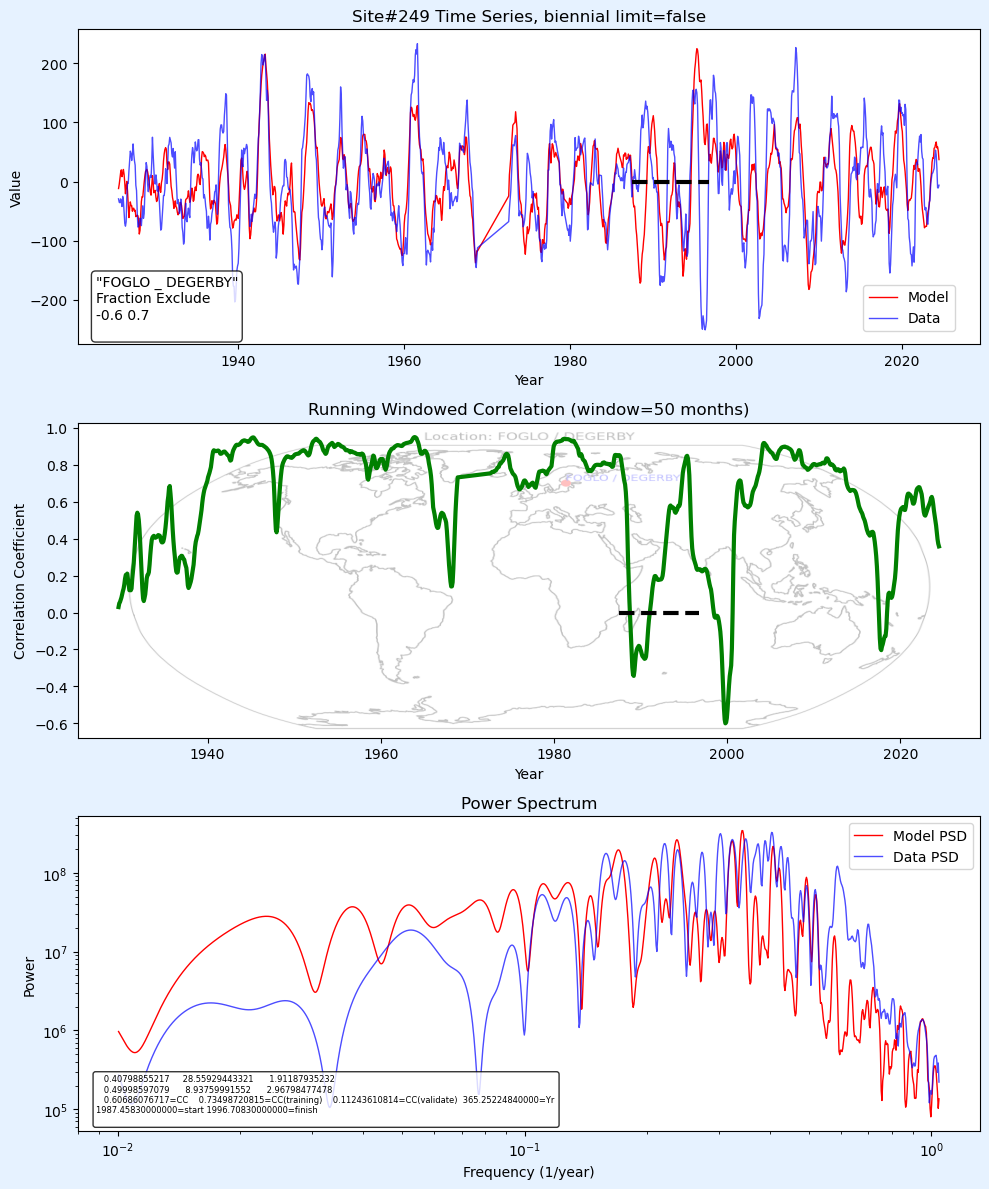 Site#249 Time Series, biennial limit=false
Value
200
100
0
−100
−200
"FOGLO _ DEGERBY"
Fraction Exclude
-0.6 0.7
Model
Data
1940 1960 1980 2000 2020
Year
Running Windowed Correlation (window=50 months)
Location: FOGLO / DEGERBY
FOGLO / DEGERBY
Correlation Coefficient
1.0
0.8
0.6
0.4
0.2
0.0
−0.2
−0.4
−0.6
1940 1960 1980 2000 2020
Year
Power Spectrum
Model PSD
Data PSD
Power
10⁸
10⁷
10⁶
10⁵
0.40798855217 28.55929443321 1.91187935232
0.49998597079 8.93759991552 2.96798477478
0.60686076717=CC 0.73498720815=CC(training) 0.11243610814=CC(validate) 365.25224840000=Yr
1987.45830000000=start 1996.70830000000=finish
10⁻² 10⁻¹ 10⁰
Frequency (1/year)